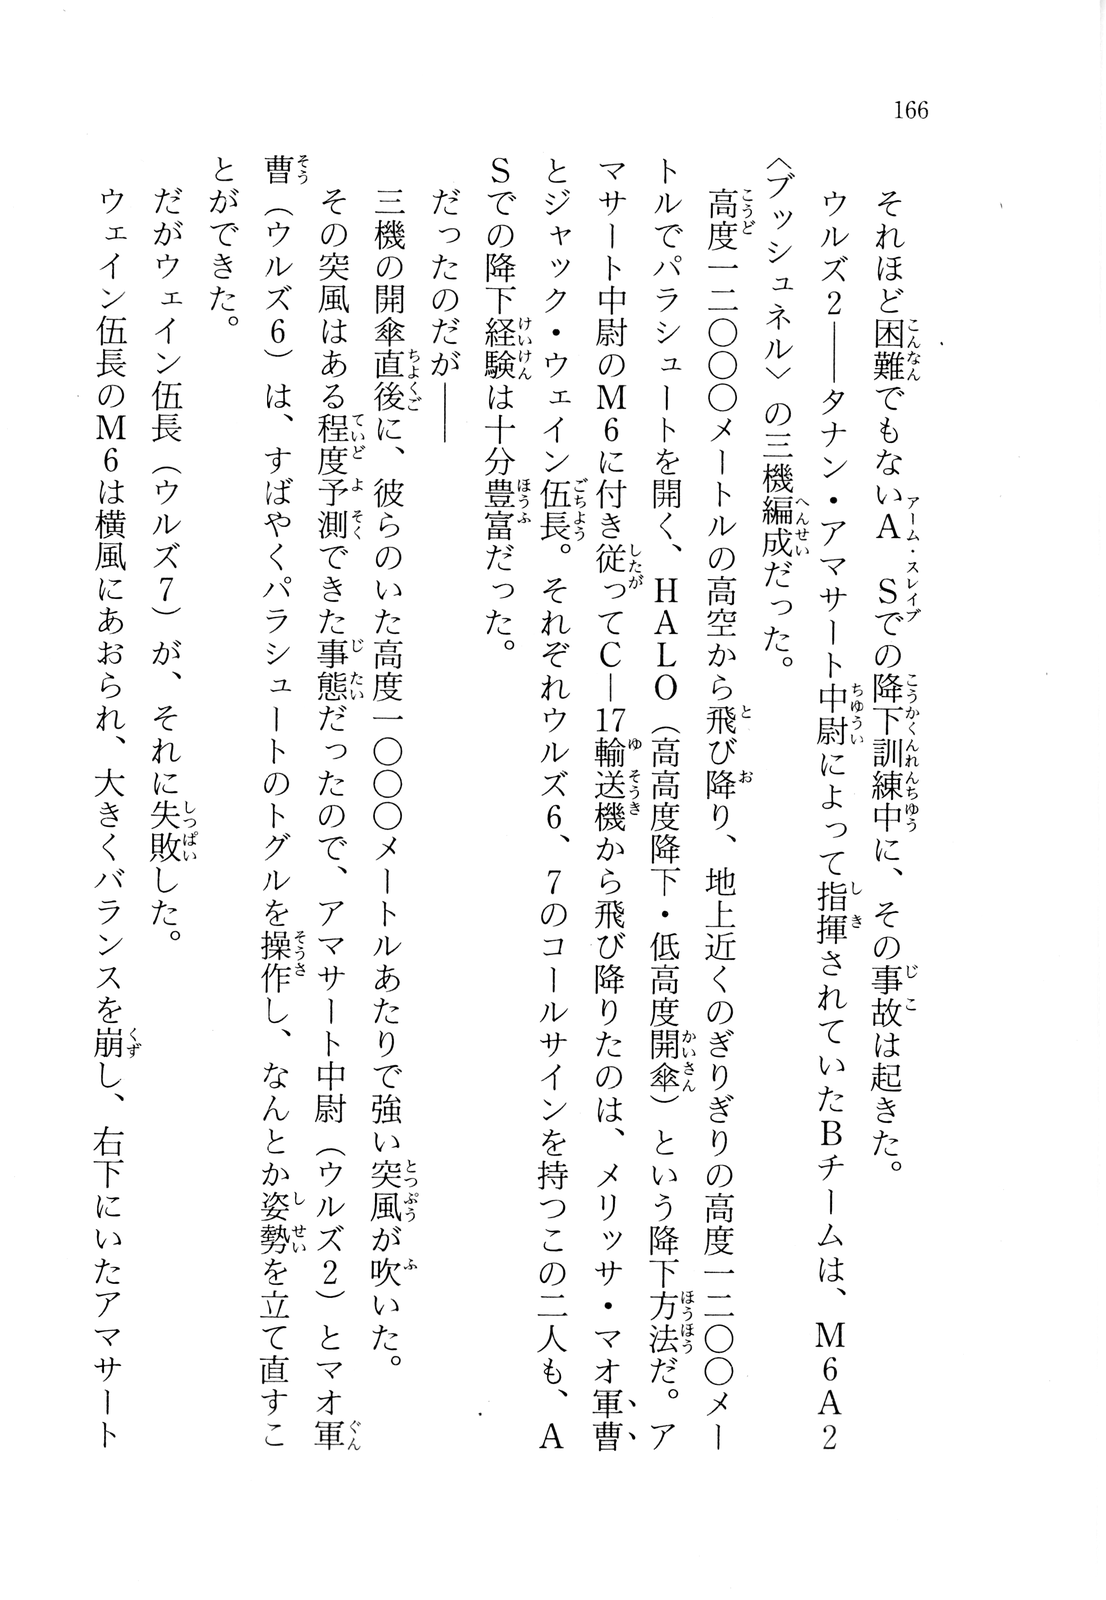 166
それほど困難でもないＡＳでの降下訓練中に、その事故は起きた。
ウルズ２――タナン・アマサート中尉によって指揮されていたＢチームは、Ｍ６Ａ２
〈ブッシュネル〉の三機編成だった。
高度一二〇〇〇メートルの高空から飛び降り、地上近くのぎりぎりの高度一二〇〇メー
トルでパラシュートを開く、ＨＡＬＯ（高高度降下・低高度開傘）という降下方法だ。ア
マサート中尉のＭ６に付き従ってＣ―17輸送機から飛び降りたのは、メリッサ・マオ軍曹
とジャック・ウェイン伍長。それぞれウルズ６、７のコールサインを持つこの二人も、Ａ
Ｓでの降下経験は十分豊富だった。
だったのだが――
三機の開傘直後に、彼らのいた高度一〇〇〇メートルあたりで強い突風が吹いた。
その突風はある程度予測できた事態だったので、アマサート中尉（ウルズ２）とマオ軍
曹（ウルズ６）は、すばやくパラシュートのトグルを操作し、なんとか姿勢を立て直すこ
とができた。
だがウェイン伍長（ウルズ７）が、それに失敗した。
ウェイン伍長のＭ６は横風にあおられ、大きくバランスを崩し、右下にいたアマサート